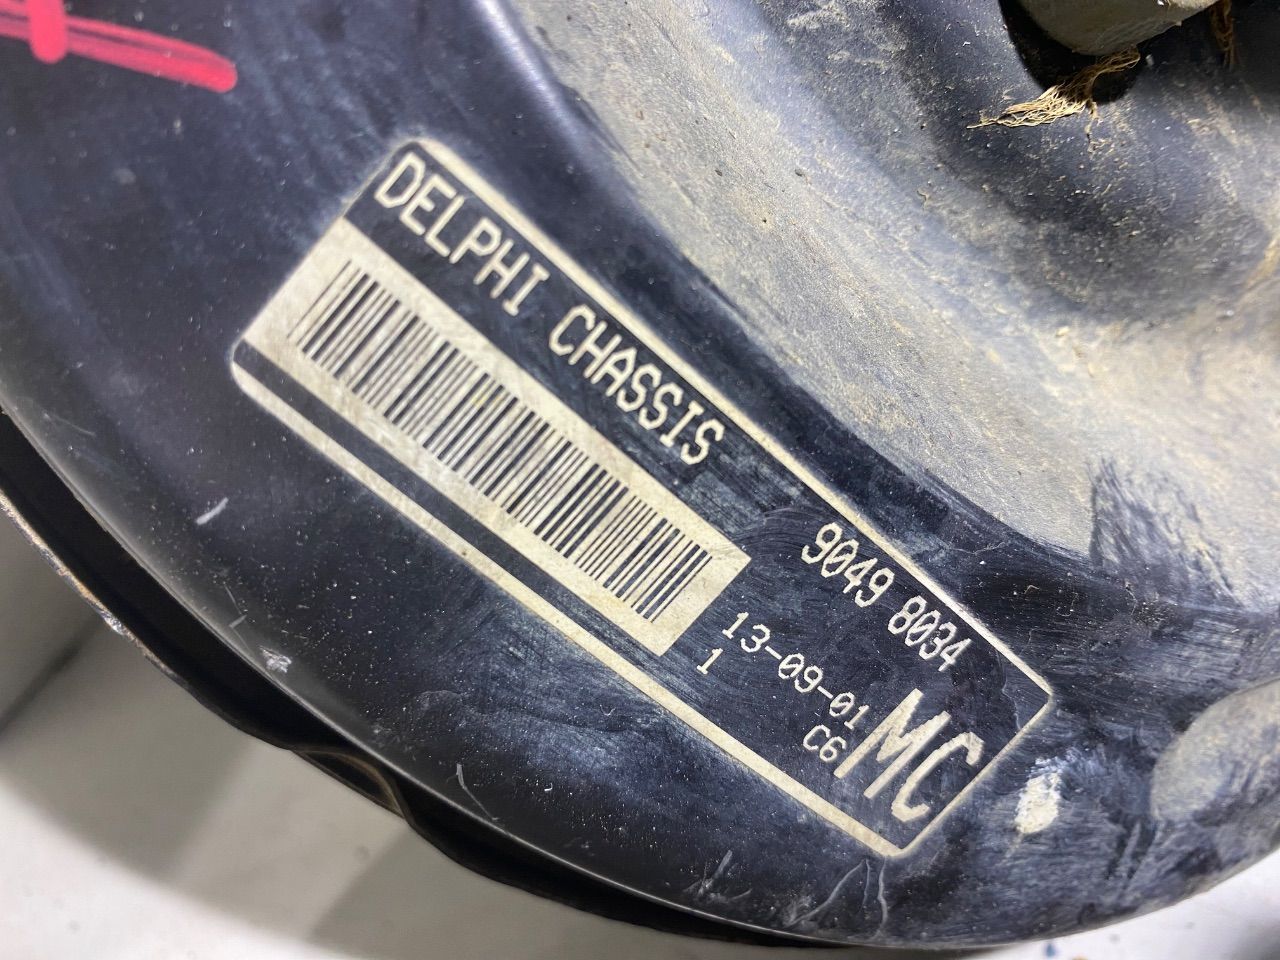 DELPHI CHASSIS
9049 8034
13-09-01
1 C6
MC